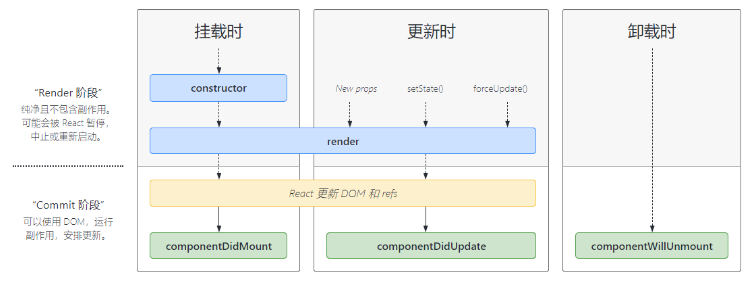 挂载时
更新时
卸载时
“Render 阶段”
纯净且不包含副作用。
可能会被 React 暂停，
中止或重新启动。
constructor
New props
setState()
forceUpdate()
render
“Commit 阶段”
可以使用 DOM，运行
副作用，安排更新。
React 更新 DOM 和 refs
componentDidMount
componentDidUpdate
componentWillUnmount